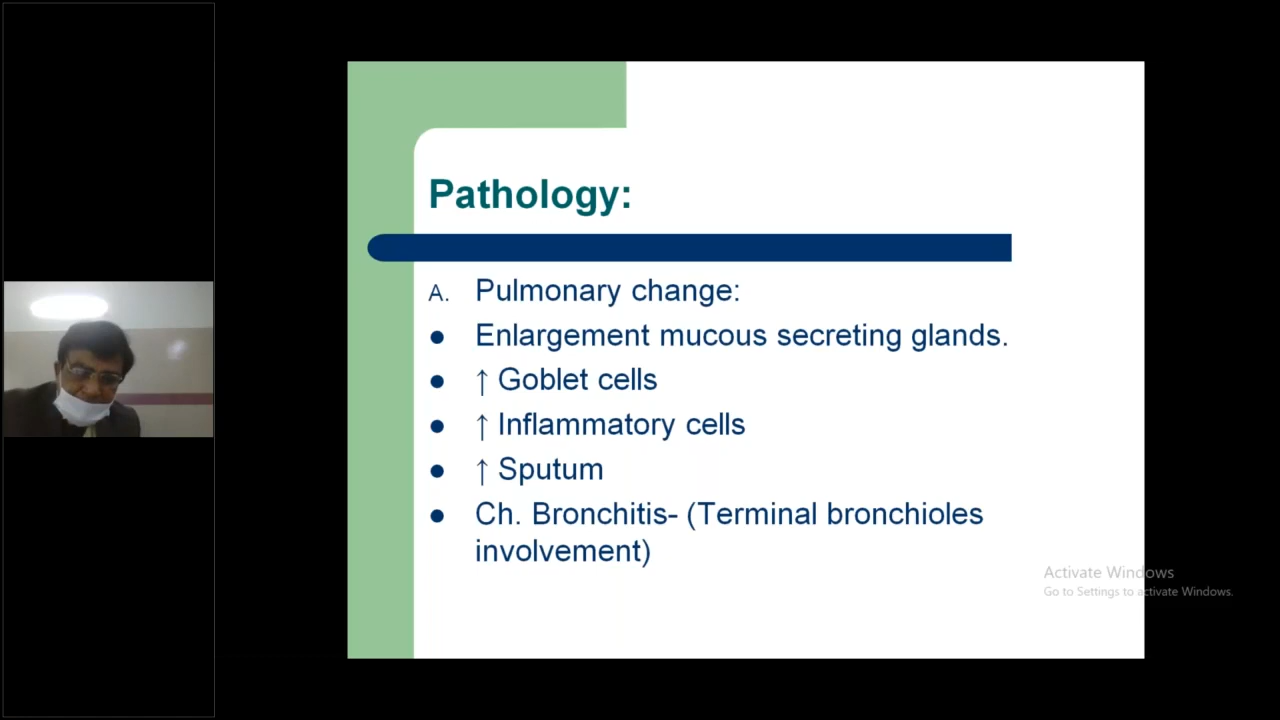 Pathology:
A. Pulmonary change:
● Enlargement mucous secreting glands.
● ↑ Goblet cells
● ↑ Inflammatory cells
● ↑ Sputum
● Ch. Bronchitis- (Terminal bronchioles
involvement)
Activate Windows
Go to Settings to activate Windows.